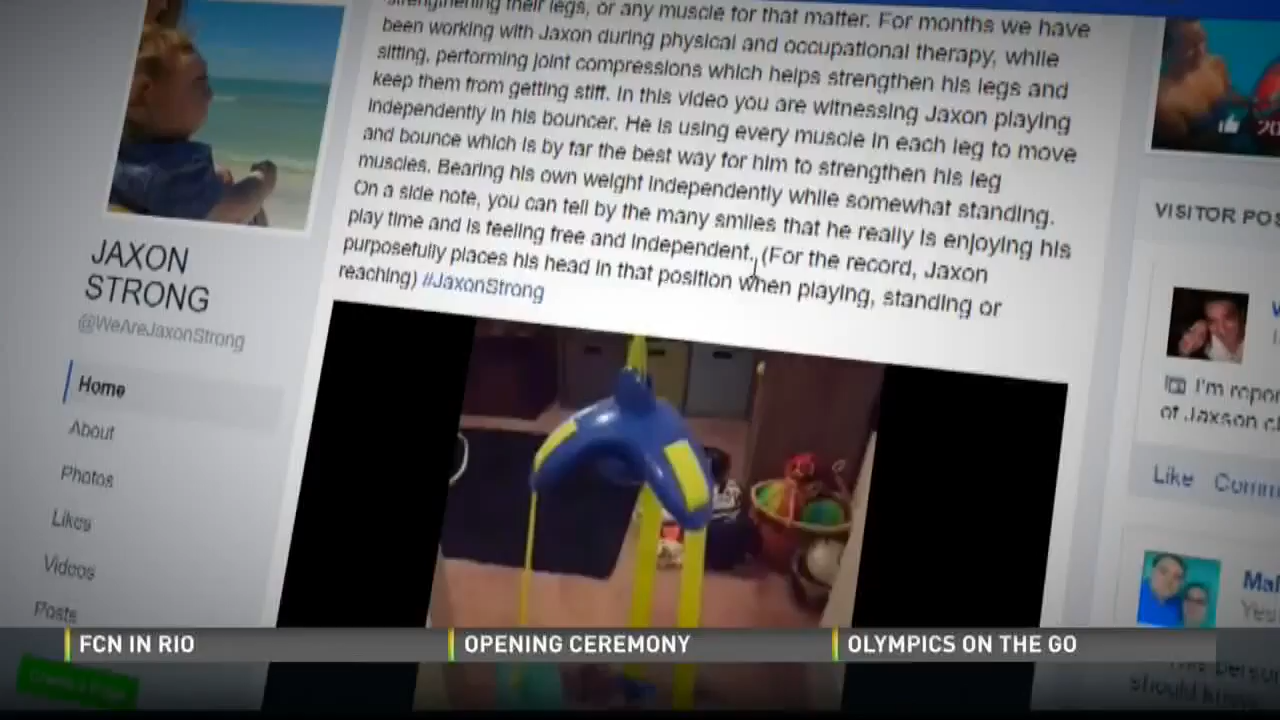 strengthening their legs, or any muscle for that matter. For months we have
been working with Jaxon during physical and occupational therapy, while
sitting, performing joint compressions which helps strengthen his legs and
keep them from getting stiff. In this video you are witnessing Jaxon playing
independently in his bouncer. He is using every muscle in each leg to move
and bounce which is by far the best way for him to strengthen his leg
muscles. Bearing his own weight independently while somewhat standing.
On a side note, you can tell by the many smiles that he really is enjoying his
play time and is feeling free and independent. (For the record, Jaxon
purposefully places his head in that position when playing, standing or
reaching) #JaxonStrong
JAXON
STRONG
@WeAreJaxonStrong
Home
About
Photos
Likes
Videos
Posts
Create a Page
VISITOR
I'm
of Jaxson
Like
should
FCN IN RIO
OPENING CEREMONY
OLYMPICS ON THE GO